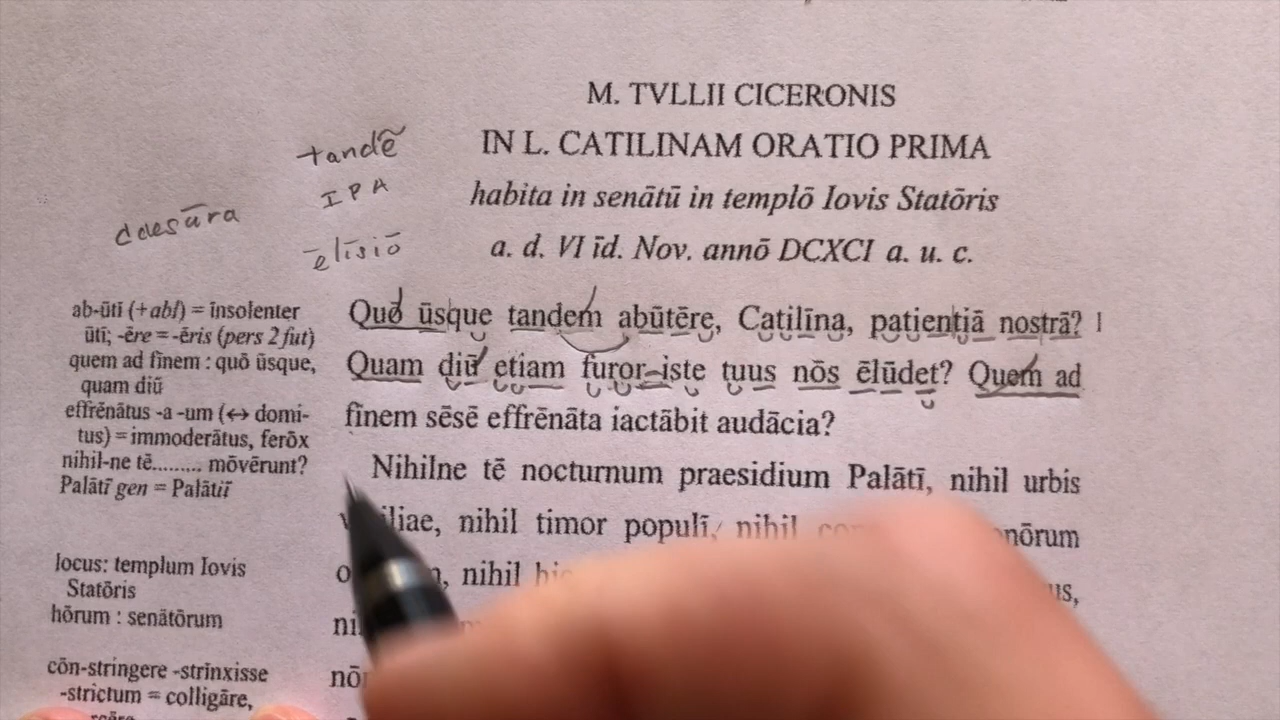 M. TVLLII CICERONIS
IN L. CATILINAM ORATIO PRIMA
habita in senātū in templō Iovis Statōris
a. d. VI īd. Nov. annō DCXCI a. u. c.
tandẽ
IPA
caesūra
ēlīsiō
ab-ūtī (+abl) = īnsolenter
ūtī; -ēre = -ēris (pers 2 fut)
quem ad fīnem : quō ūsque,
quam diū
effrēnātus -a -um (↔ domi-
tus) = immoderātus, ferōx
nihil-ne tē......... mōvērunt?
Palātī gen = Palātiī
locus: templum Iovis
Statōris
hōrum : senātōrum
cōn-stringere -strīnxisse
-strictum = colligāre,
Quō ūsque tandem abūtēre, Catilīna, patientiā nostrā?
Quam diū etiam furor iste tuus nōs ēlūdet? Quem ad
fīnem sēsē effrēnāta iactābit audācia?
Nihilne tē nocturnum praesidium Palātī, nihil urbis
timor populī, nihil
nihil